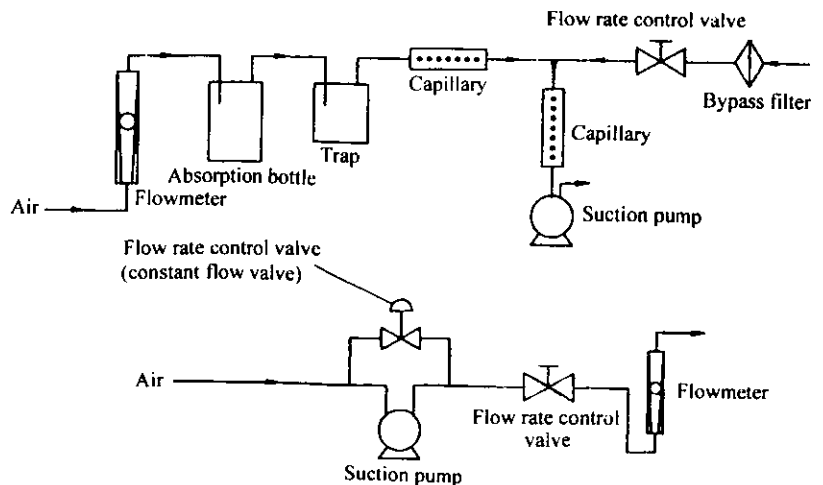 Flow rate control valve
Capillary
Bypass filter
Capillary
Trap
Absorption bottle
Flowmeter
Air
Suction pump
Flow rate control valve
(constant flow valve)
Air
Flowmeter
Flow rate control
valve
Suction pump